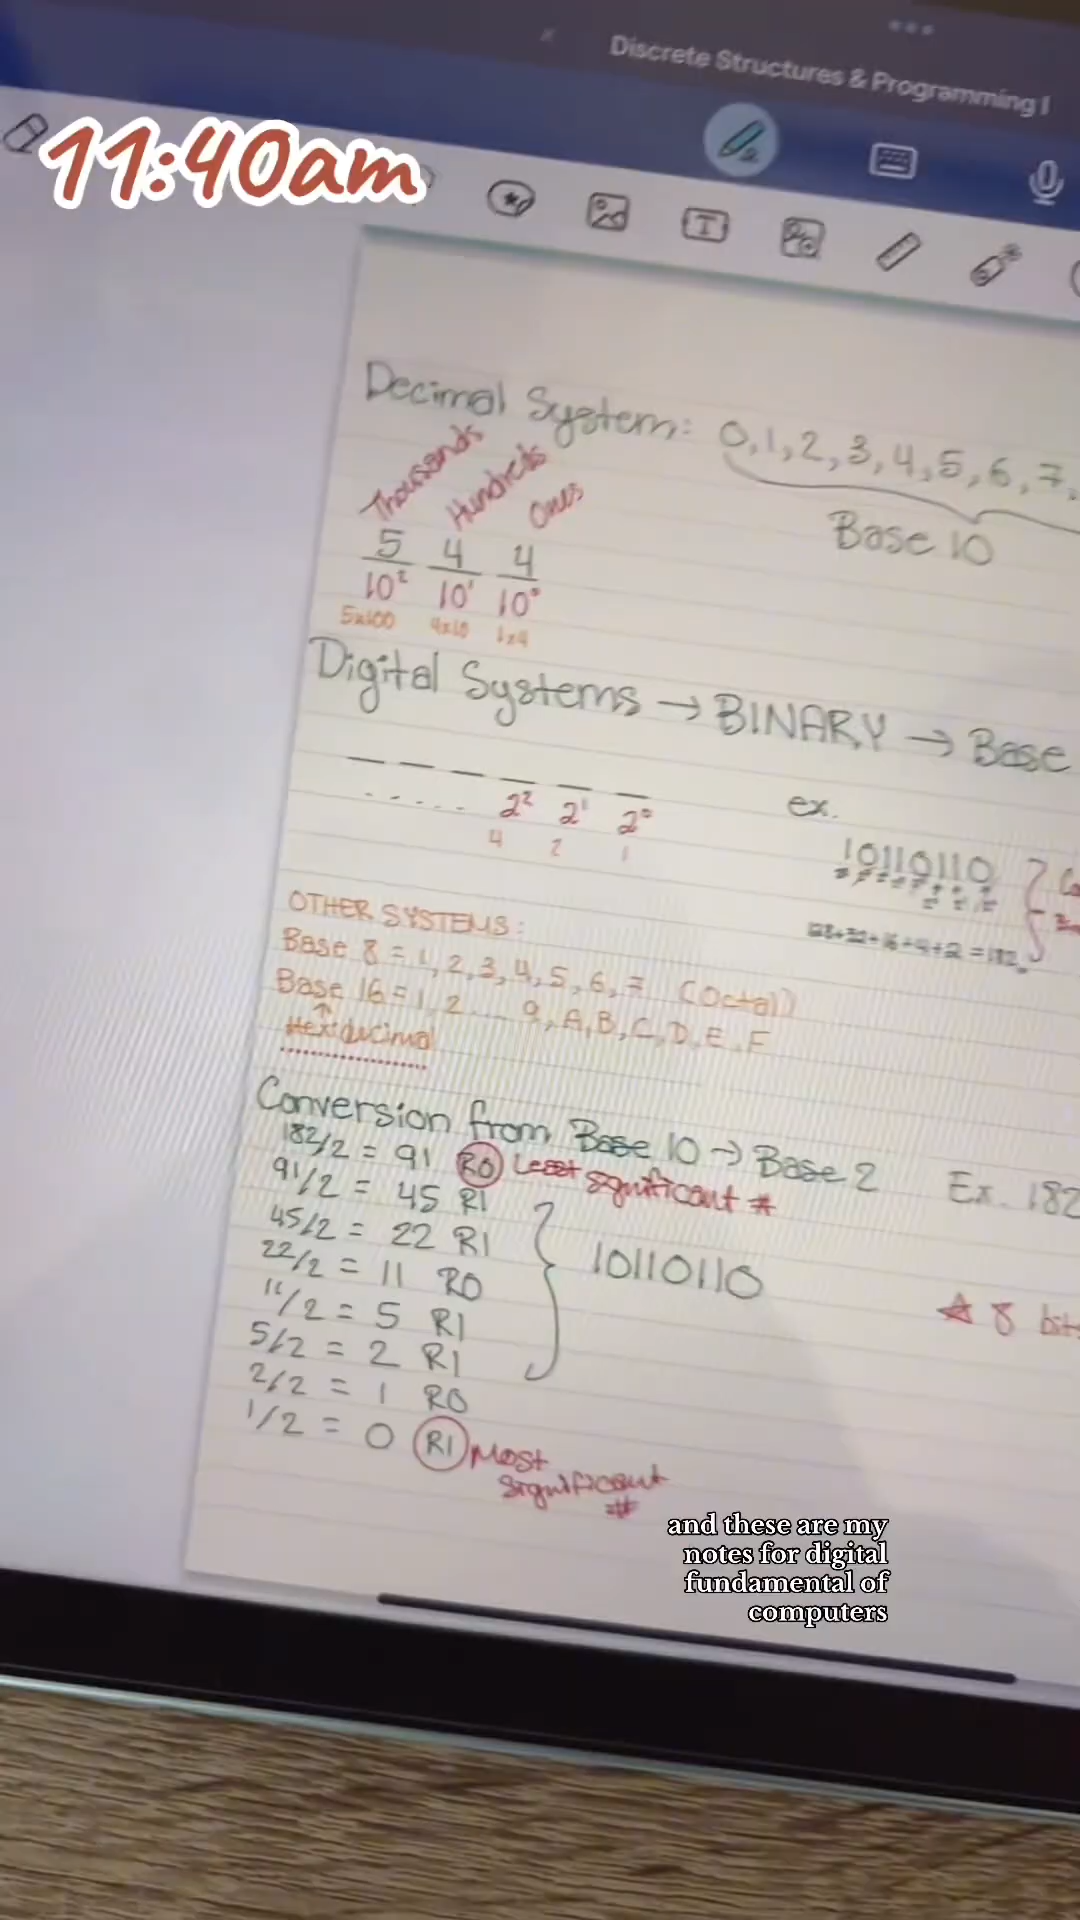 Discrete Structures & Programming I
11:40am
Decimal System: 0,1,2,3,4,5,6,7,
Thousands Hundreds Ones
Base 10
5 4 4
10² 10¹ 10⁰
5x100 4x10 1x4
Digital Systems → BINARY → Base
2² 2¹ 2⁰
4 2 1
ex.
10110110
128+32+16+4+2=182
OTHER SYSTEMS:
Base 8 = 1,2,3,4,5,6,7 (Octal)
Base 16 = 1,2.... 9,A,B,C,D,E,F
↑
Hexidecimal
Conversion from Base 10 → Base 2 Ex. 182
182/2 = 91 R0 Least significant #
91/2 = 45 R1
45/2 = 22 R1
22/2 = 11 R0
11/2 = 5 R1
5/2 = 2 R1
2/2 = 1 R0
1/2 = 0 R1 Most
significant
#
10110110
☆ 8 bit
and these are my
notes for digital
fundamental of
computers